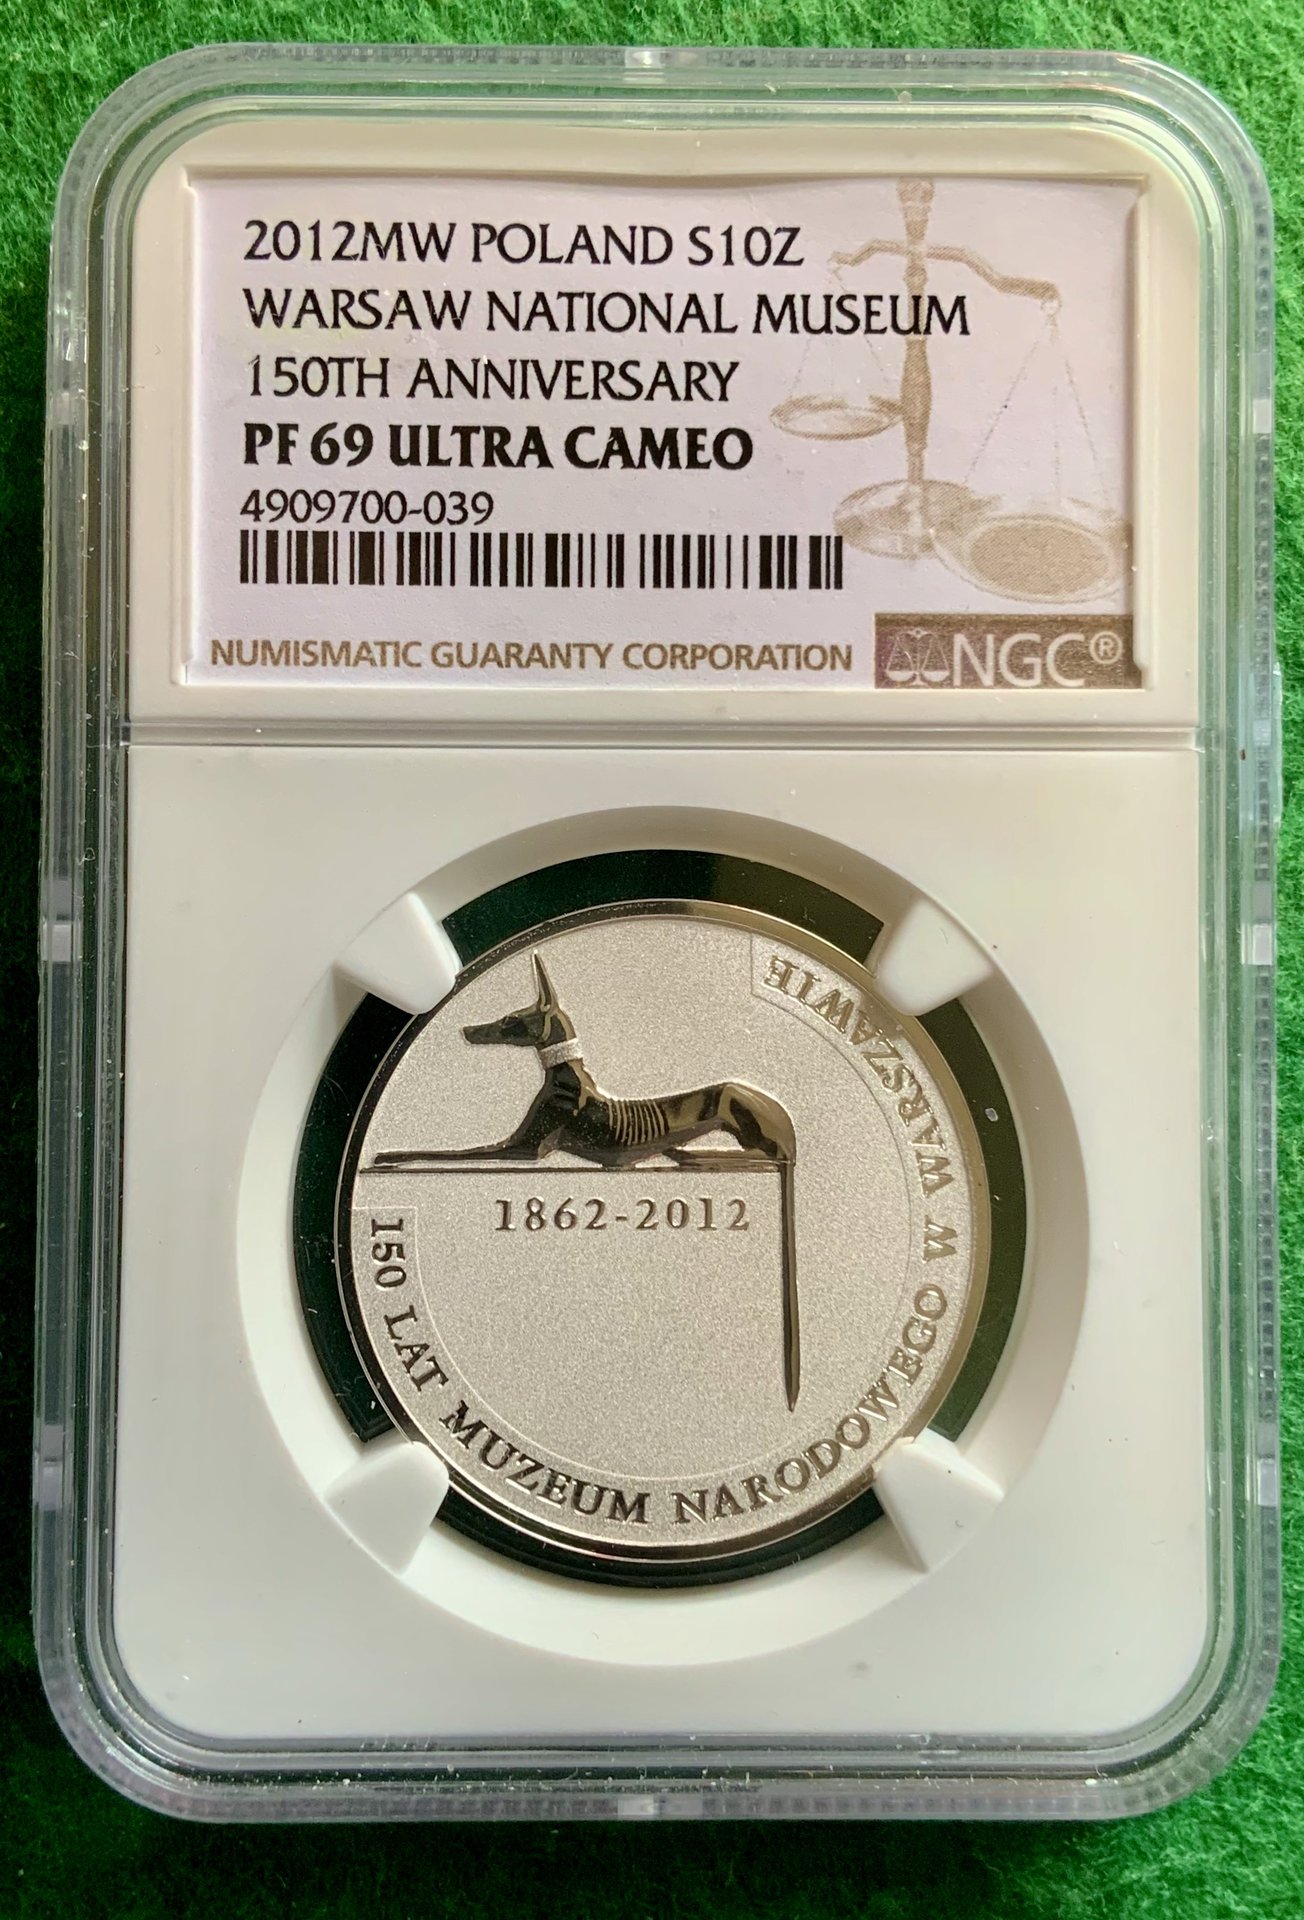 2012MW POLAND S10Z
WARSAW NATIONAL MUSEUM
150TH ANNIVERSARY
PF 69 ULTRA CAMEO
4909700-039
NUMISMATIC GUARANTY CORPORATION
NGC®
1862-2012
150 LAT MUZEUM NARODOWEGO W WARSZAWIE